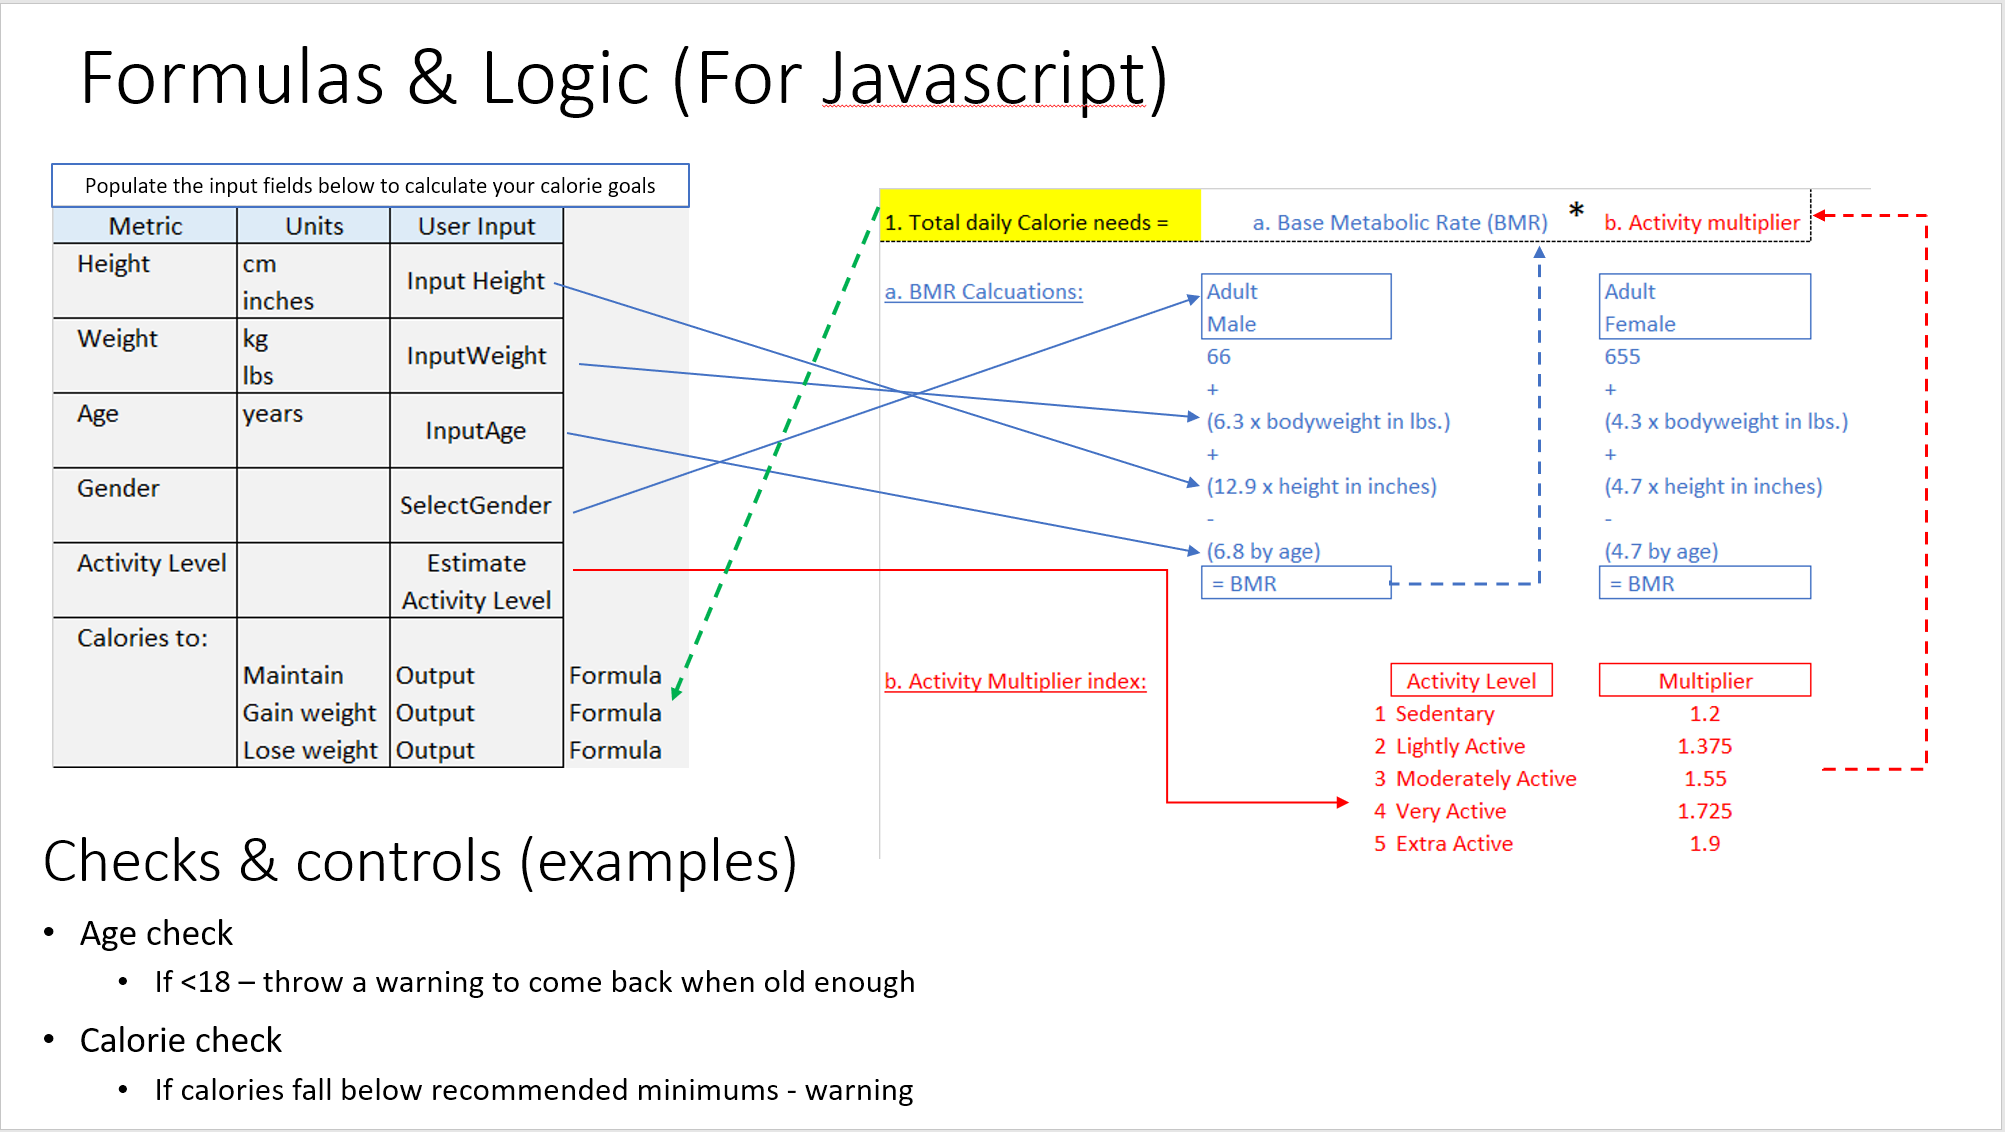 Formulas & Logic (For Javascript)
Populate the input fields below to calculate your calorie goals
Metric Units User Input
Height cm Input Height
inches
Weight kg InputWeight
lbs
Age years InputAge
Gender SelectGender
Activity Level Estimate
Activity Level
Calories to:
Maintain Output Formula
Gain weight Output Formula
Lose weight Output Formula
1. Total daily Calorie needs = a. Base Metabolic Rate (BMR) * b. Activity multiplier
a. BMR Calcuations: Adult Adult
Male Female
66 655
+ +
(6.3 x bodyweight in lbs.) (4.3 x bodyweight in lbs.)
+ +
(12.9 x height in inches) (4.7 x height in inches)
- -
(6.8 by age) (4.7 by age)
= BMR = BMR
b. Activity Multiplier index: Activity Level Multiplier
1 Sedentary 1.2
2 Lightly Active 1.375
3 Moderately Active 1.55
4 Very Active 1.725
5 Extra Active 1.9
Checks & controls (examples)
• Age check
• If <18 – throw a warning to come back when old enough
• Calorie check
• If calories fall below recommended minimums - warning